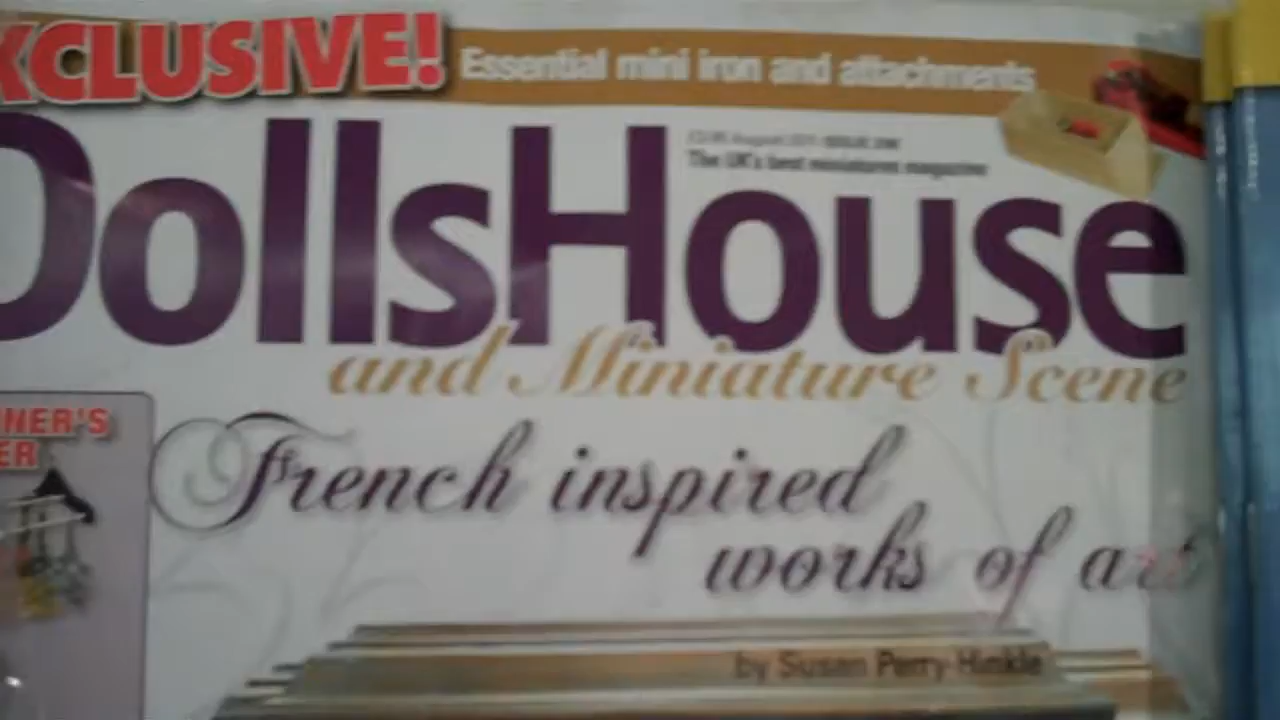 XCLUSIVE!
Essential mini iron and attachments
August
The UK's best miniatures magazine
DollsHouse
and Miniature Scene
NER'S
ER
French inspired
works of art
by Susan Perry-Hinkle